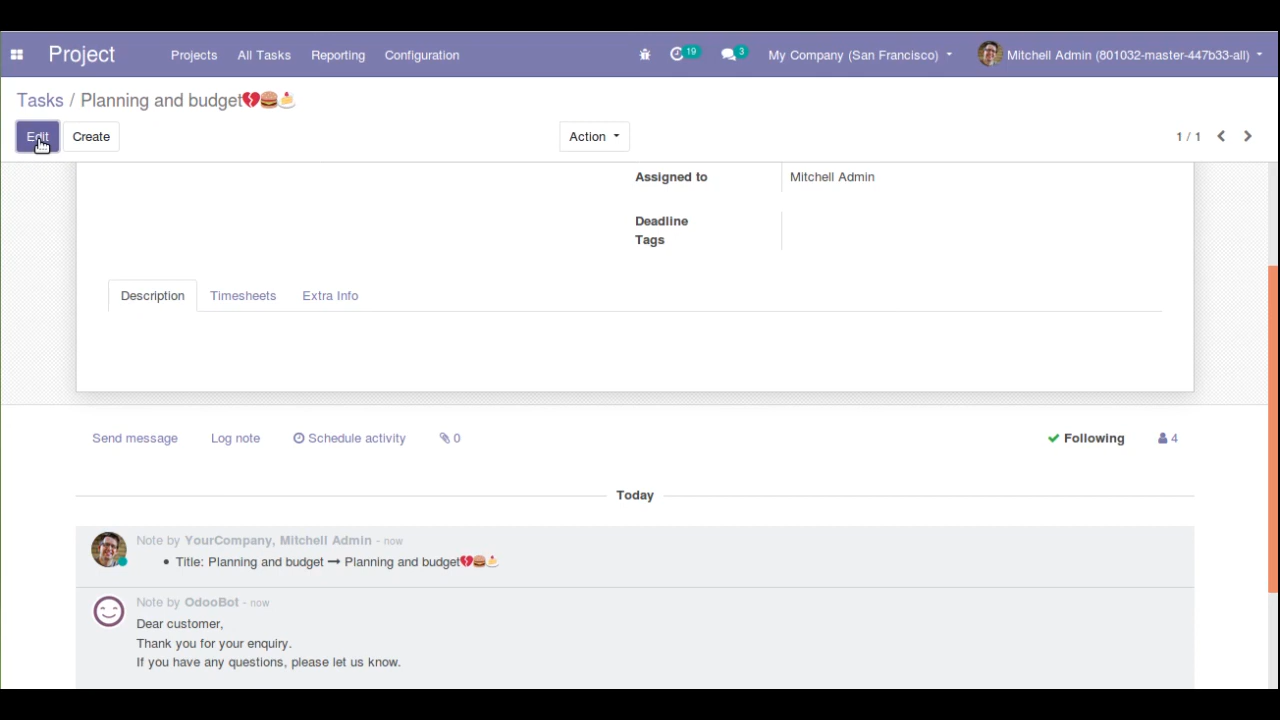 Project Projects All Tasks Reporting Configuration 19 3 My Company (San Francisco) Mitchell Admin (801032-master-447b33-all)
Tasks / Planning and budget💔🍔🍰
Edit Create Action 1 / 1
Assigned to Mitchell Admin
Deadline
Tags
Description Timesheets Extra Info
Send message Log note Schedule activity 0 Following 4
Today
Note by YourCompany, Mitchell Admin - now
• Title: Planning and budget → Planning and budget💔🍔🍰
Note by OdooBot - now
Dear customer,
Thank you for your enquiry.
If you have any questions, please let us know.